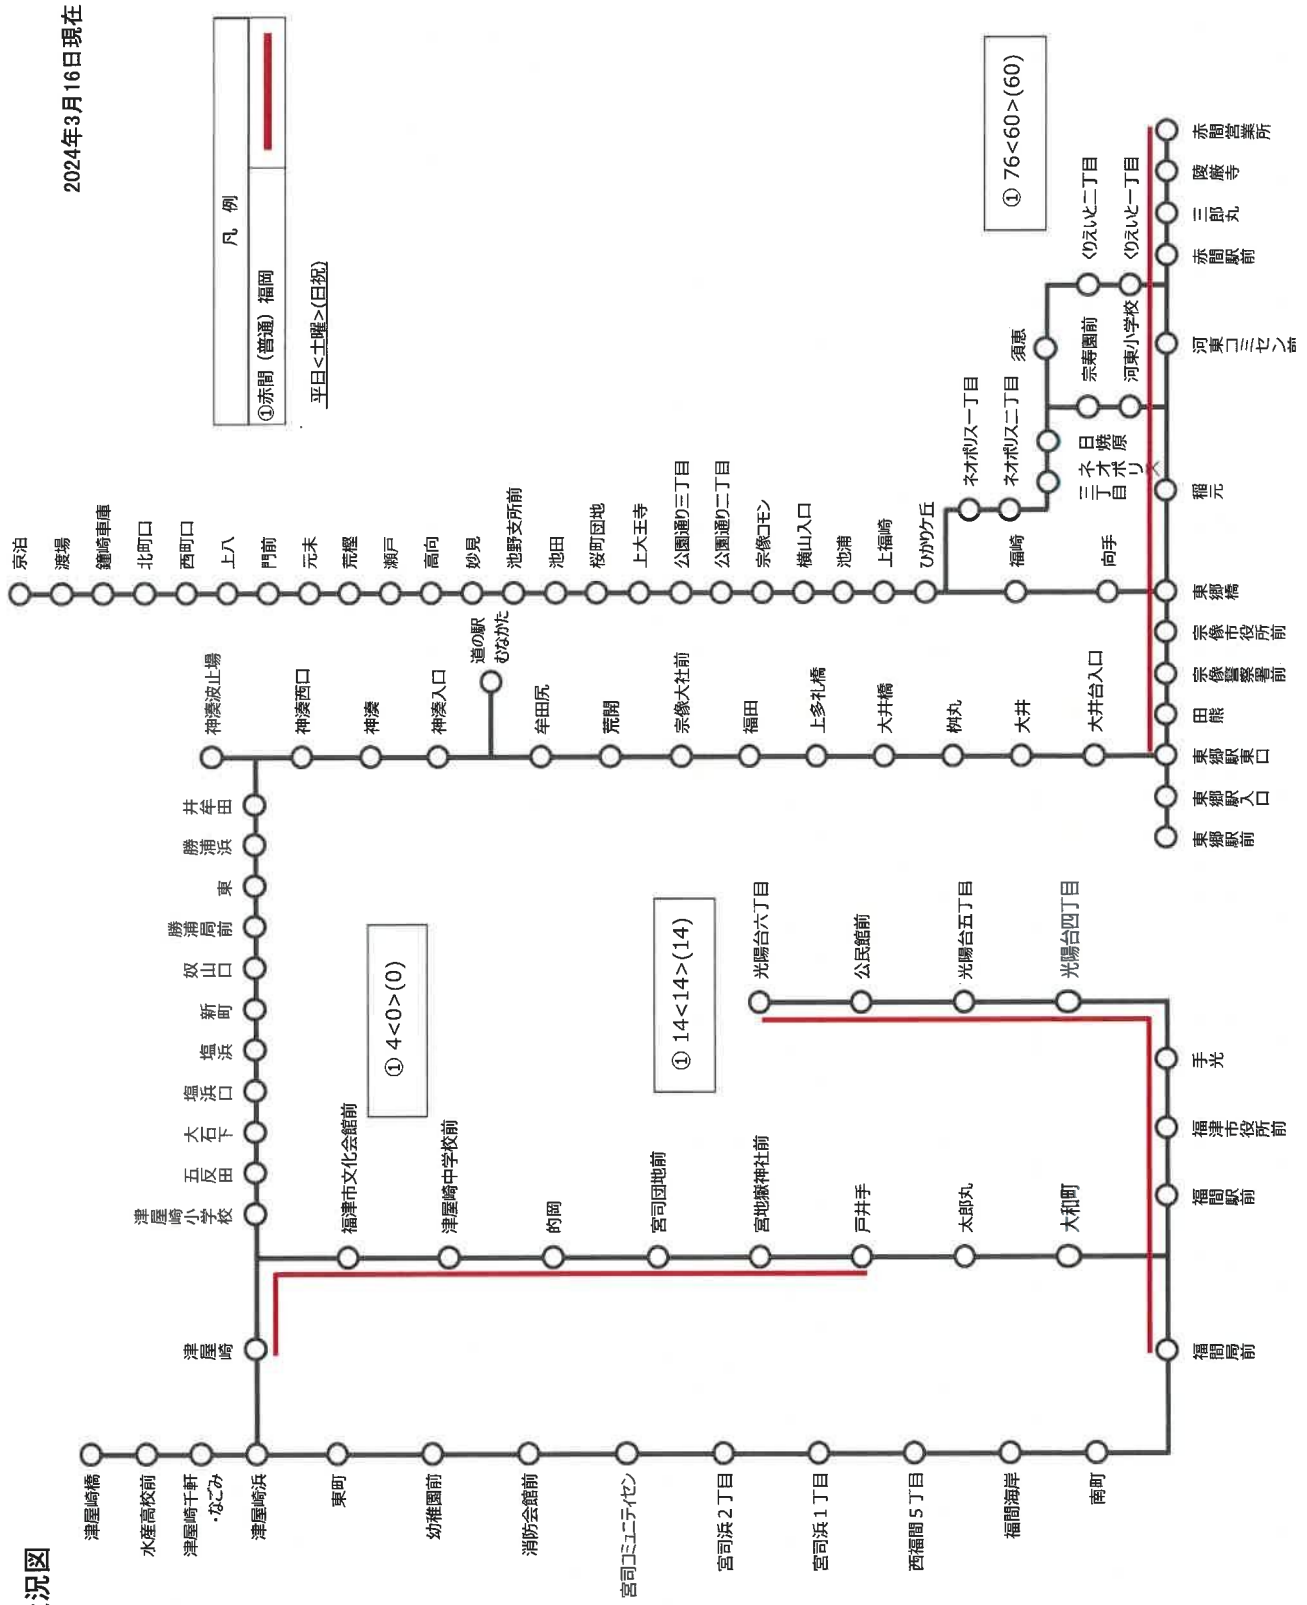 況図
2024年3月16日現在
凡 例
①赤間（普通）福岡
平日<土曜>(日祝)
① 76<60>(60)
① 4<0>(0)
① 14<14>(14)
京泊
渡場
鐘崎車庫
北町口
西町口
上八
門前
元末
荒樫
瀬戸
高向
妙見
池野支所前
池田
桜町団地
上大王寺
公園通り三丁目
公園通り二丁目
宗像コモン
横山入口
池浦
上福崎
ひかりケ丘
福崎
向手
ネオポリス一丁目
ネオポリス二丁目
ネオポリス
三丁目
日焼原
須恵
宗寿園前
河東小学校
くりえいと二丁目
くりえいと一丁目
神湊波止場
神湊西口
神湊
神湊入口
道の駅
むなかた
牟田尻
荒開
宗像大社前
福田
上多礼橋
大井橋
桝丸
大井
大井台入口
津屋崎橋
水産高校前
津屋崎千軒
・なごみ
津屋崎浜
東町
幼稚園前
消防会館前
宮司コミュニティセン
宮司浜２丁目
宮司浜１丁目
西福間５丁目
福間海岸
南町
津屋崎
津屋崎小学校
五反田
大石下
塩浜口
塩浜
新町
奴山口
勝浦局前
東
勝浦浜
井牟田
福津市文化会館前
津屋崎中学校前
的岡
宮司団地前
宮地嶽神社前
戸井手
太郎丸
大和町
光陽台六丁目
公民館前
光陽台五丁目
光陽台四丁目
福間局前
福間駅前
福津市役所前
手光
東郷駅前
東郷駅入口
東郷駅東口
田熊
宗像警察署前
宗像市役所前
東郷橋
稲元
河東コミセン前
赤間駅前
三郎丸
陵厳寺
赤間営業所